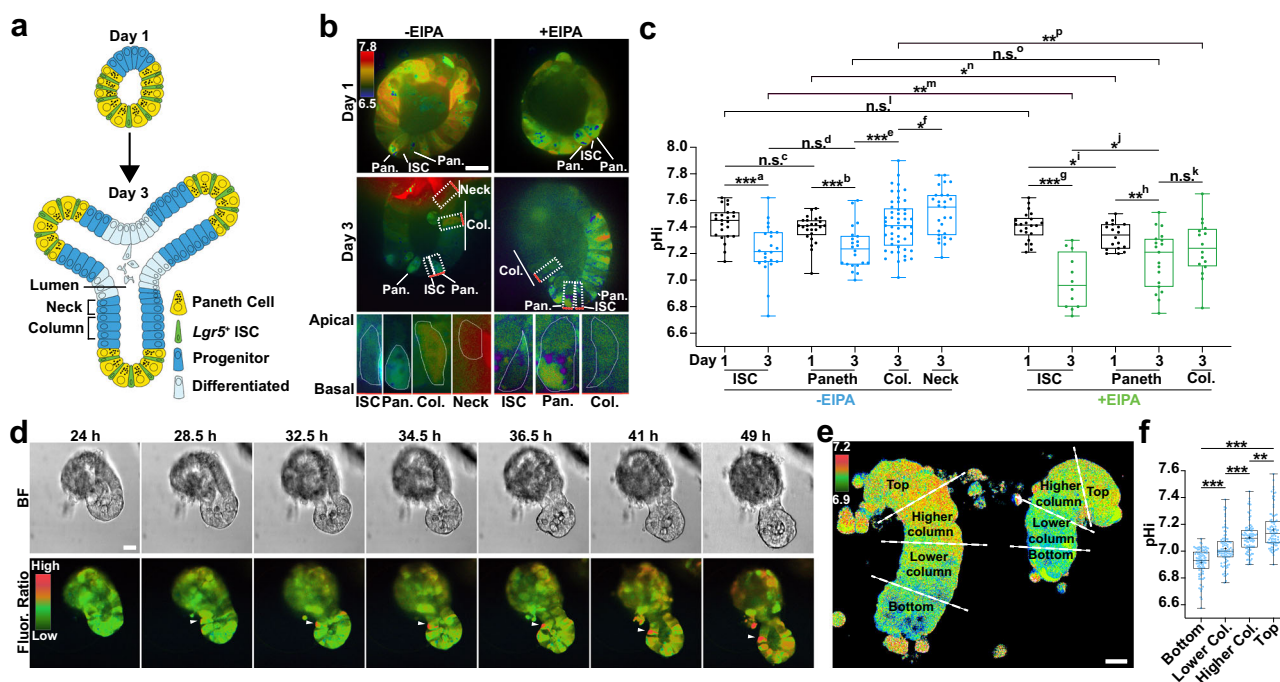 a
Day 1
Day 3
Lumen
Neck
Column
Paneth Cell
Lgr5+ ISC
Progenitor
Differentiated
b
-EIPA
+EIPA
Day 1
7.8
6.5
Pan.
ISC
Pan.
Pan.
ISC
Pan.
Day 3
Neck
Col.
Pan.
ISC
Pan.
Col.
Pan.
ISC
Pan.
Apical
Basal
ISC Pan. Col. Neck ISC Pan. Col.
c
**p
n.s.o
*n
**m
n.s.l
n.s.d
***e
*f
n.s.c
***a
***b
*j
*i
n.s.k
***g
**h
pHi
8.0
7.8
7.6
7.4
7.2
7.0
6.8
6.6
Day 1 3 1 3 3 3 1 3 1 3 3
ISC Paneth Col. Neck ISC Paneth Col.
-EIPA +EIPA
d
24 h 28.5 h 32.5 h 34.5 h 36.5 h 41 h 49 h
BF
Fluor. Ratio
High
Low
e
7.2
6.9
Top
Higher
column
Lower
column
Bottom
Higher
column
Top
Lower
column
Bottom
f
***
*** **
***
pHi
7.6
7.4
7.2
7.0
6.8
6.6
Bottom
Lower Col.
Higher Col.
Top